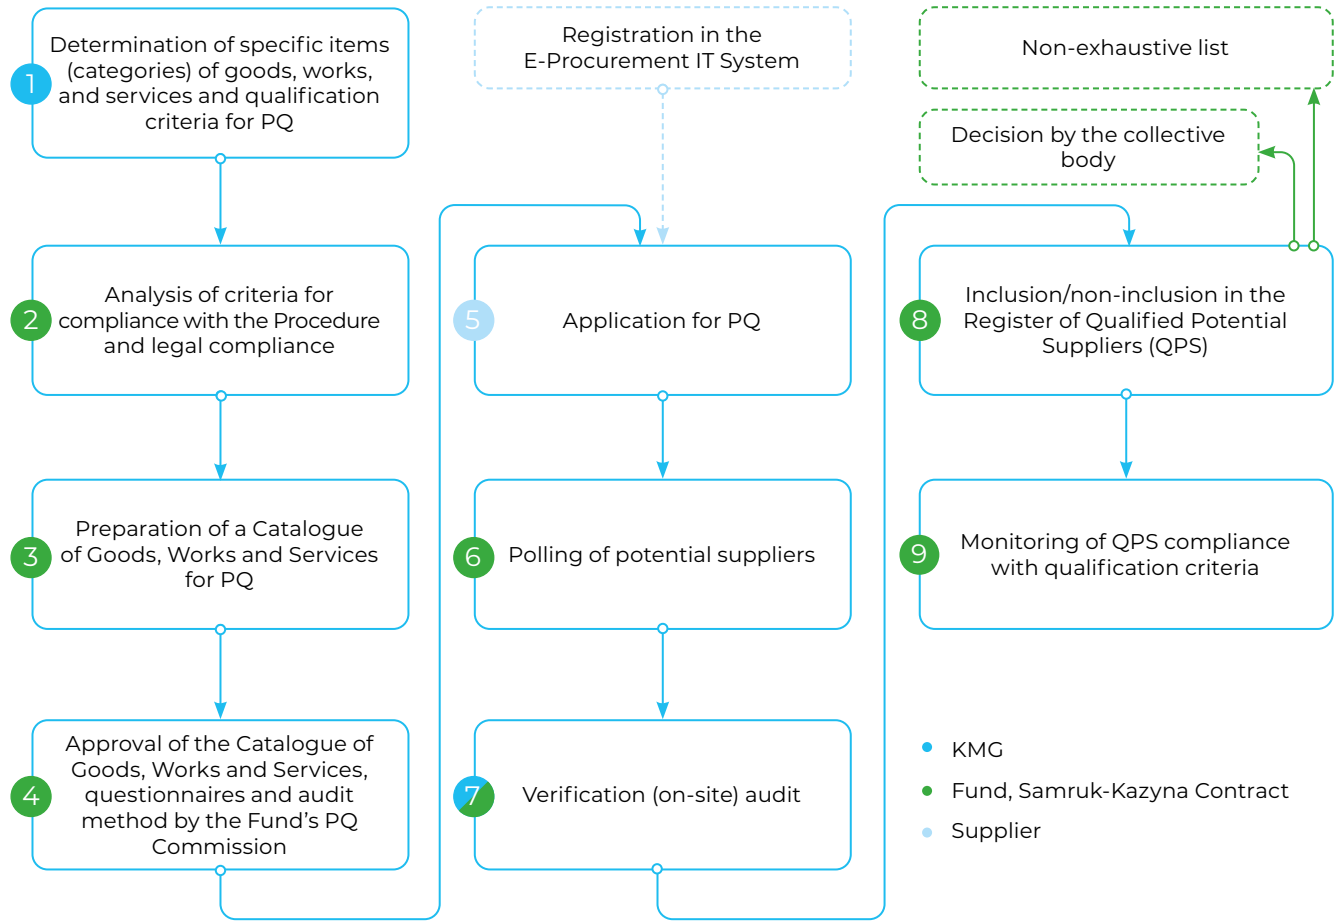 1
Determination of specific items
(categories) of goods, works,
and services and qualification
criteria for PQ
2
Analysis of criteria for
compliance with the Procedure
and legal compliance
3
Preparation of a Catalogue
of Goods, Works and Services
for PQ
4
Approval of the Catalogue of
Goods, Works and Services,
questionnaires and audit
method by the Fund’s PQ
Commission
Registration in the
E-Procurement IT System
5
Application for PQ
6
Polling of potential suppliers
7
Verification (on-site) audit
Non-exhaustive list
Decision by the collective
body
8
Inclusion/non-inclusion in the
Register of Qualified Potential
Suppliers (QPS)
9
Monitoring of QPS compliance
with qualification criteria
KMG
Fund, Samruk-Kazyna Contract
Supplier